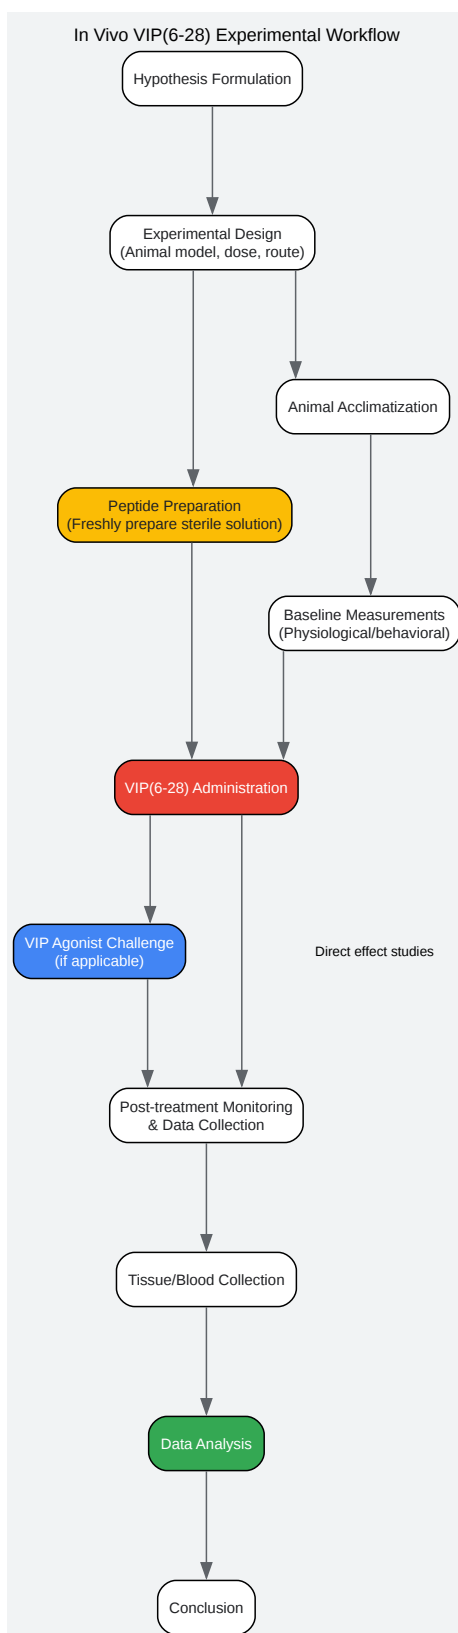 In Vivo VIP(6-28) Experimental Workflow
Hypothesis Formulation
Experimental Design
(Animal model, dose, route)
Animal Acclimatization
Peptide Preparation
(Freshly prepare sterile solution)
Baseline Measurements
(Physiological/behavioral)
VIP(6-28) Administration
VIP Agonist Challenge
(if applicable)
Direct effect studies
Post-treatment Monitoring
& Data Collection
Tissue/Blood Collection
Data Analysis
Conclusion